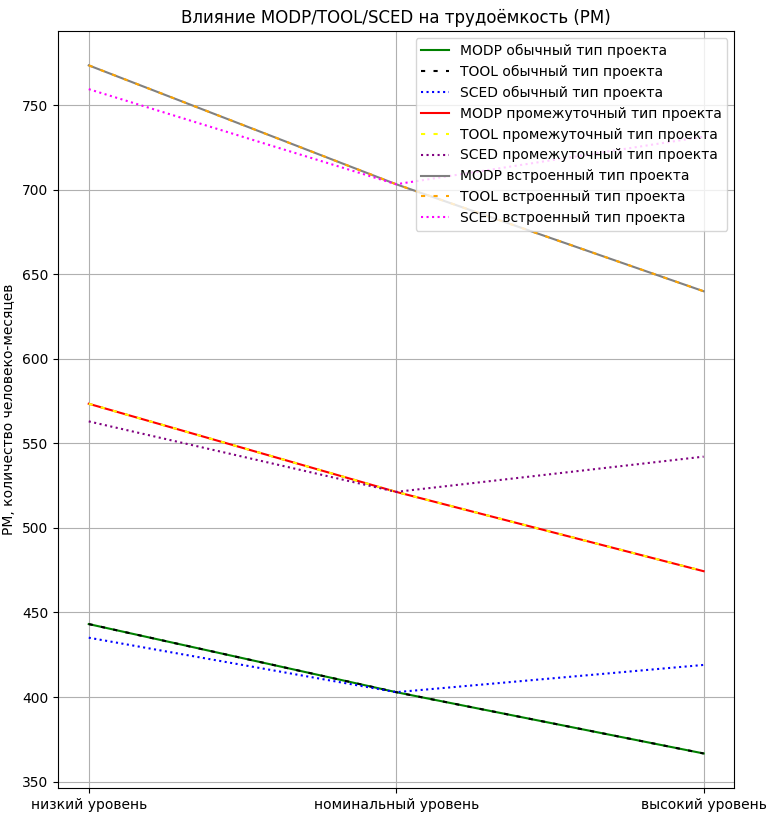 Влияние MODP/TOOL/SCED на трудоёмкость (PM)
MODP обычный тип проекта
TOOL обычный тип проекта
SCED обычный тип проекта
MODP промежуточный тип проекта
TOOL промежуточный тип проекта
SCED промежуточный тип проекта
MODP встроенный тип проекта
TOOL встроенный тип проекта
SCED встроенный тип проекта
PM, количество человеко-месяцев
750
700
650
600
550
500
450
400
350
низкий уровень
номинальный уровень
высокий уровень